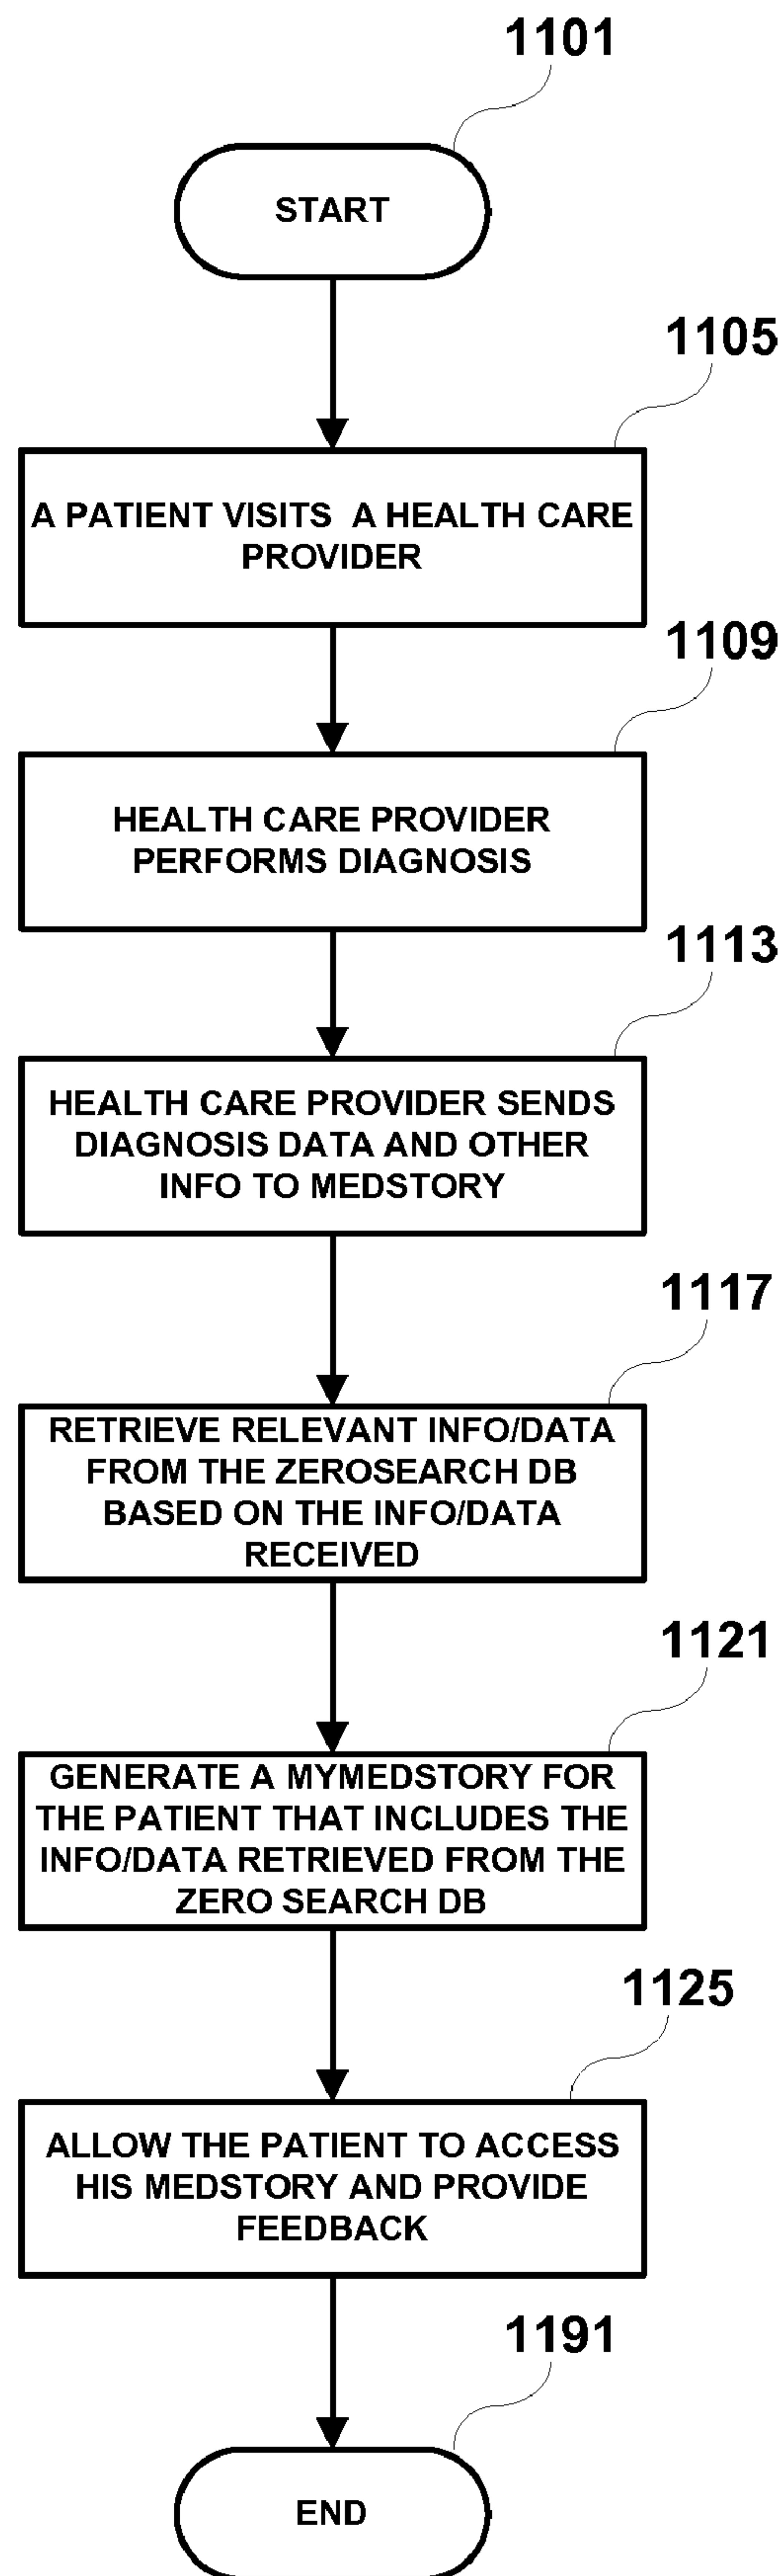 1101
START
1105
A PATIENT VISITS A HEALTH CARE
PROVIDER
1109
HEALTH CARE PROVIDER
PERFORMS DIAGNOSIS
1113
HEALTH CARE PROVIDER SENDS
DIAGNOSIS DATA AND OTHER
INFO TO MEDSTORY
1117
RETRIEVE RELEVANT INFO/DATA
FROM THE ZEROSEARCH DB
BASED ON THE INFO/DATA
RECEIVED
1121
GENERATE A MYMEDSTORY FOR
THE PATIENT THAT INCLUDES THE
INFO/DATA RETRIEVED FROM THE
ZERO SEARCH DB
1125
ALLOW THE PATIENT TO ACCESS
HIS MEDSTORY AND PROVIDE
FEEDBACK
1191
END